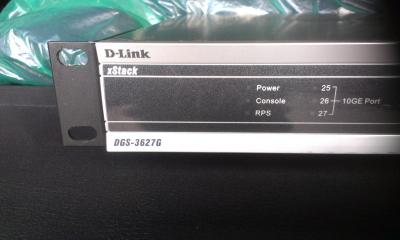 D-Link
xStack
Power 25
Console 26 10GE Port
RPS 27
DGS-3627G